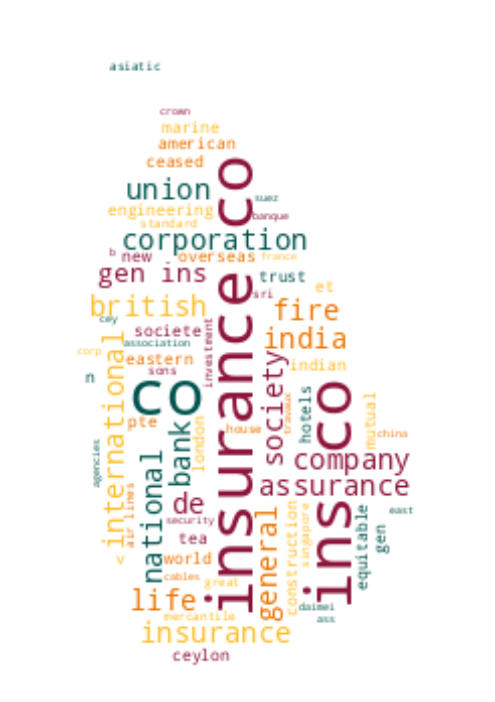 asiatic
crown
marine
american
ceased
insurance co
union
suez
engineering
banque
standard
corporation
b
new
overseas
france
gen ins
trust
sri
et
british
fire
cey
societe
investment
association
india
corp
eastern
sons
indian
n
international
co
society
hotels
ins co
mutual
travaux
pte
bank
london
house
china
company
agencies
national
assurance
air lines
de
security
general
construction
singapore
equitable
gen
east
tea
<
world
cables
great
life
mercantile
daimei
ass
insurance
ceylon